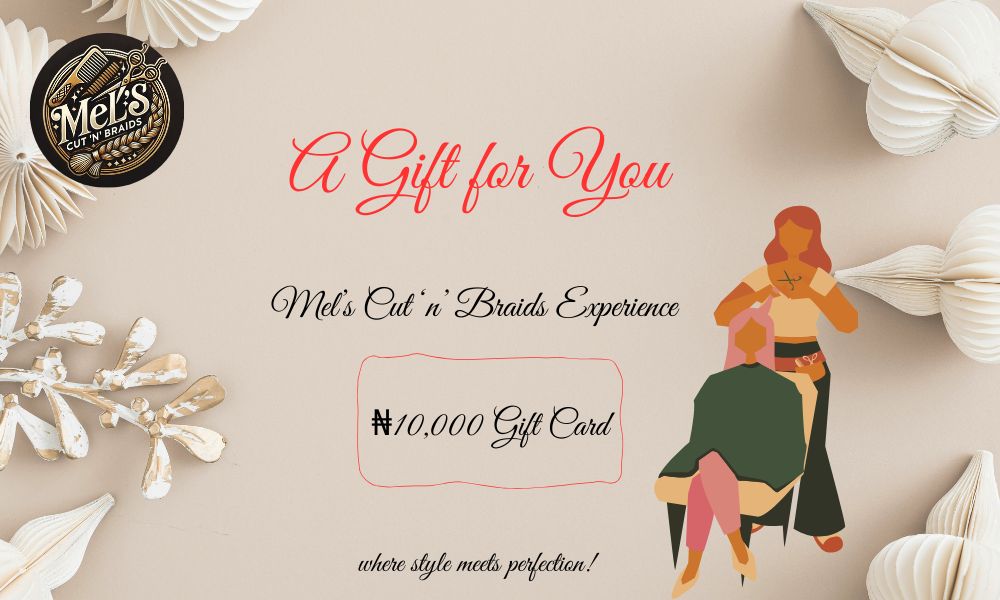 MEL'S
CUT 'N' BRAIDS
A Gift for You
Mel's Cut 'n' Braids Experience
₦10,000 Gift Card
where style meets perfection!